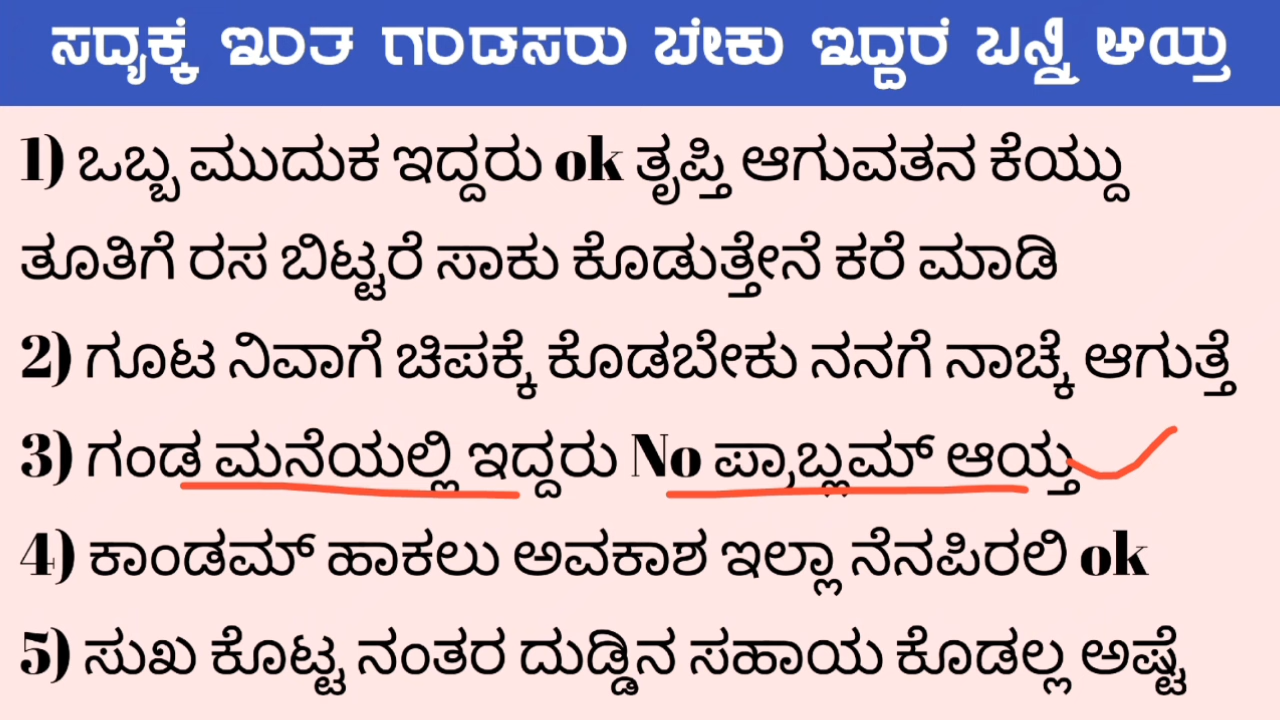 ಸದ್ಯಕ್ಕೆ ಇಂತ ಗಂಡಸರು ಬೇಕು ಇದ್ದರೆ ಬನ್ನಿ ಆಯ್ತ
1) ಒಬ್ಬ ಮುದುಕ ಇದ್ದರು ok ತೃಪ್ತಿ ಆಗುವತನ ಕೆಯ್ದು
ತೂತಿಗೆ ರಸ ಬಿಟ್ಟರೆ ಸಾಕು ಕೊಡುತ್ತೇನೆ ಕರೆ ಮಾಡಿ
2) ಗೂಟ ನಿವಾಗೆ ಚಿಪಕ್ಕೆ ಕೊಡಬೇಕು ನನಗೆ ನಾಚ್ಕೆ ಆಗುತ್ತೆ
3) ಗಂಡ ಮನೆಯಲ್ಲಿ ಇದ್ದರು No ಪ್ರಾಬ್ಲಮ್ ಆಯ್ತ
4) ಕಾಂಡಮ್ ಹಾಕಲು ಅವಕಾಶ ಇಲ್ಲಾ ನೆನಪಿರಲಿ ok
5) ಸುಖ ಕೊಟ್ಟ ನಂತರ ದುಡ್ಡಿನ ಸಹಾಯ ಕೊಡಲ್ಲ ಅಷ್ಟೆ